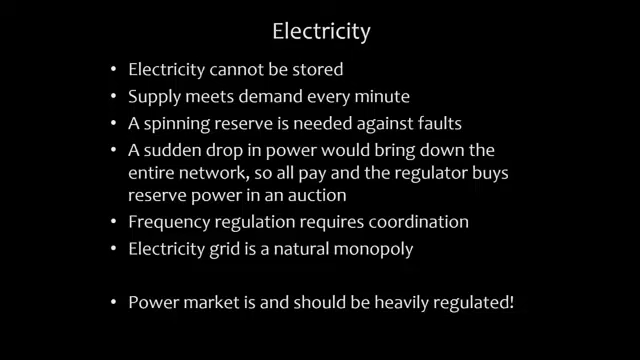 Electricity
• Electricity cannot be stored
• Supply meets demand every minute
• A spinning reserve is needed against faults
• A sudden drop in power would bring down the
entire network, so all pay and the regulator buys
reserve power in an auction
• Frequency regulation requires coordination
• Electricity grid is a natural monopoly
• Power market is and should be heavily regulated!